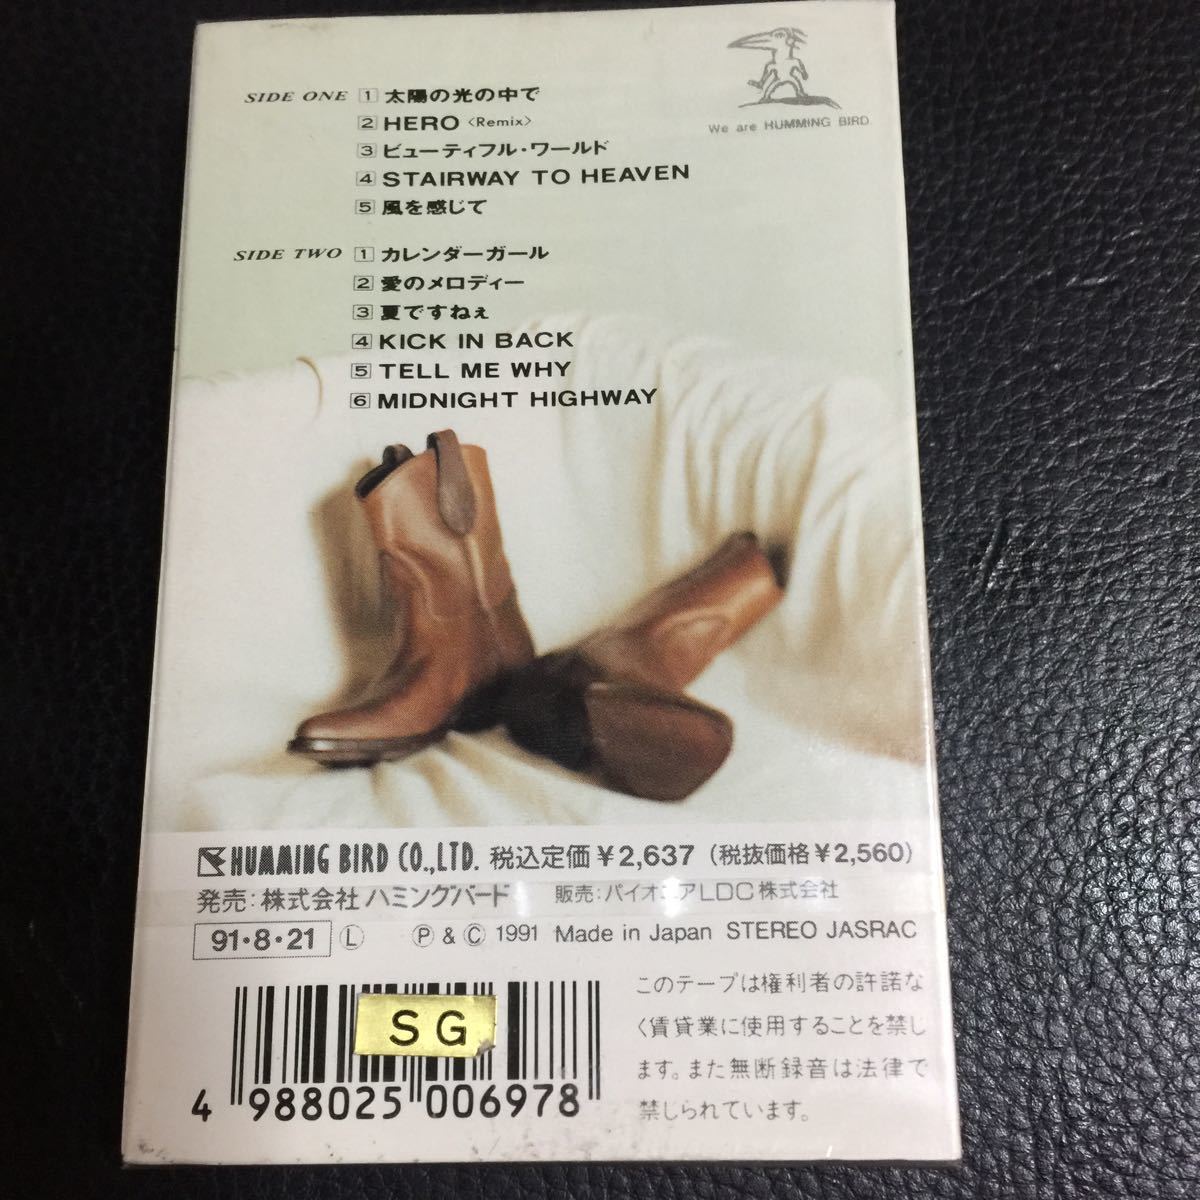 We are HUMMING BIRD.
SIDE ONE 1 太陽の光の中で
2 HERO〈Remix〉
3 ビューティフル・ワールド
4 STAIRWAY TO HEAVEN
5 風を感じて
SIDE TWO 1 カレンダーガール
2 愛のメロディー
3 夏ですねぇ
4 KICK IN BACK
5 TELL ME WHY
6 MIDNIGHT HIGHWAY
HUMMING BIRD CO.,LTD. 税込定価¥2,637（税抜価格¥2,560）
発売：株式会社ハミングバード 販売：パイオニアLDC株式会社
91・8・21 Ⓛ Ⓟ & Ⓒ 1991 Made in Japan STEREO JASRAC
このテープは権利者の許諾な
く賃貸業に使用することを禁じ
ます。また無断録音は法律で
禁じられています。
SG
4 988025 006978